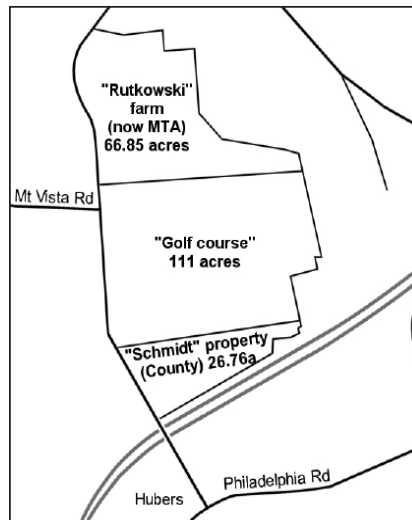 "Rutkowski"
farm
(now MTA)
66.85 acres
Mt Vista Rd
"Golf course"
111 acres
"Schmidt" property
(County) 26.76a
Philadelphia Rd
Hubers